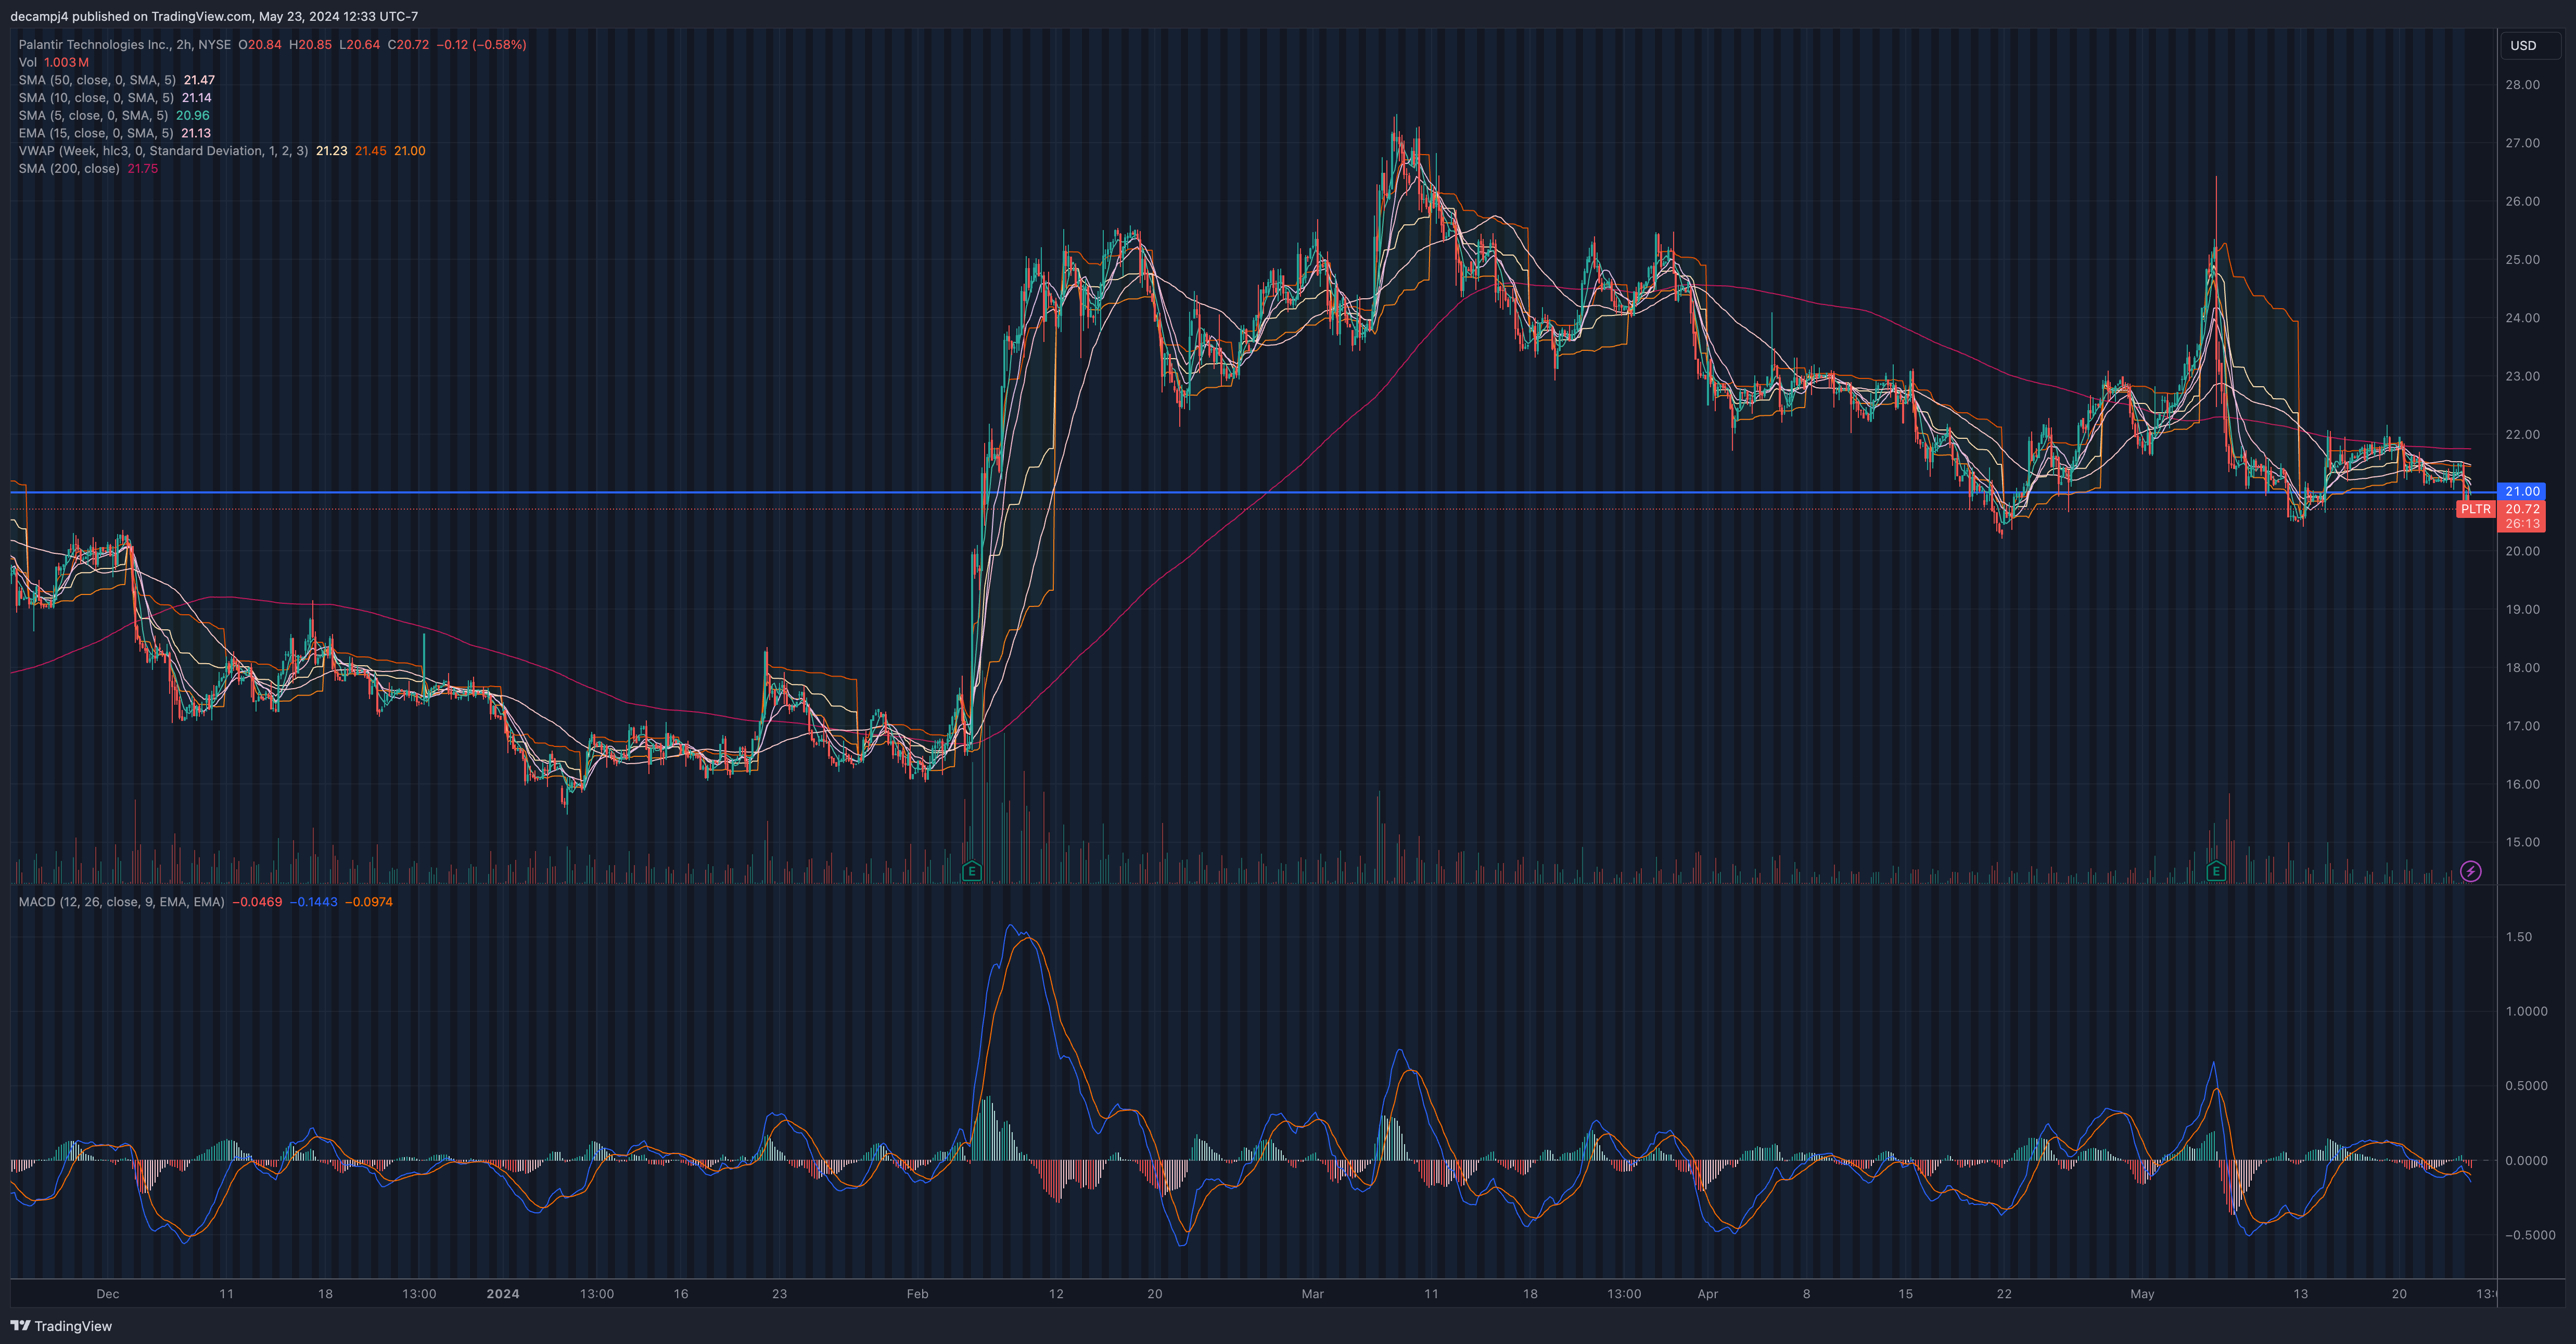 decampj4 published on TradingView.com, May 23, 2024 12:33 UTC-7
Palantir Technologies Inc., 2h, NYSE O20.84 H20.85 L20.64 C20.72 −0.12 (−0.58%)
USD
Vol 1.003 M
SMA (50, close, 0, SMA, 5) 21.47
SMA (10, close, 0, SMA, 5) 21.14
SMA (5, close, 0, SMA, 5) 20.96
EMA (15, close, 0, SMA, 5) 21.13
VWAP (Week, hlc3, 0, Standard Deviation, 1, 2, 3) 21.23 21.45 21.00
SMA (200, close) 21.75
28.00
27.00
26.00
25.00
24.00
23.00
22.00
21.00
PLTR 20.72
26:13
20.00
19.00
18.00
17.00
16.00
15.00
E E
MACD (12, 26, close, 9, EMA, EMA) −0.0469 −0.1443 −0.0974
1.50
1.0000
0.5000
0.0000
−0.5000
Dec 11 18 13:00 2024 13:00 16 23 Feb 12 20 Mar 11 18 13:00 Apr 8 15 22 May 13 20
TradingView